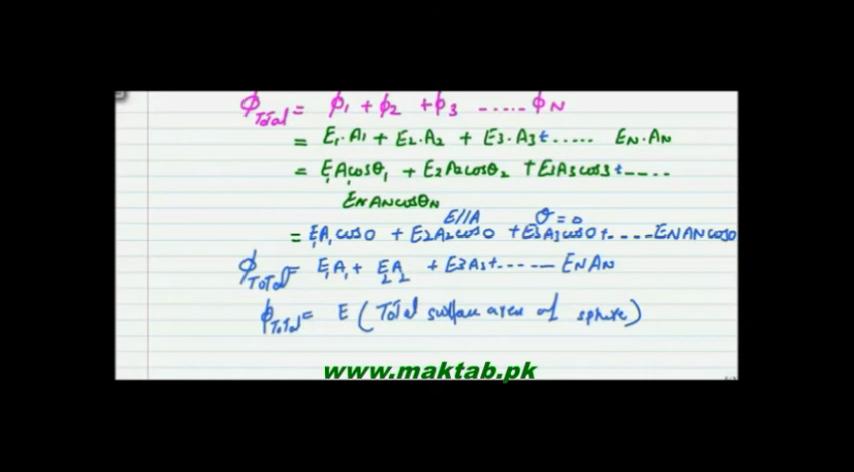 ϕTotal = ϕ1 + ϕ2 + ϕ3 ...... ϕN
= E1.A1 + E2.A2 + E3.A3+ ...... EN.AN
= E1A1cosθ1 + E2A2cosθ2 + E3A3cos3+-....
ENANcosθN
E//A θ=0
= E1A1cos0 + E2A2cos0 + E3A3cos0+.....ENANcos0
ϕTotal = E1A1 + E2A2 + E3A3+...... ENAN
ϕTotal = E (Total surface area of sphere)
www.maktab.pk